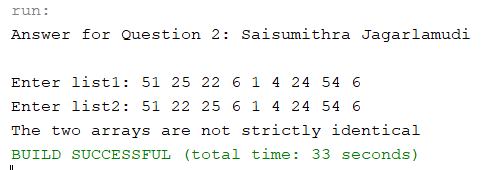 run:
Answer for Question 2: Saisumithra Jagarlamudi
Enter list1: 51 25 22 6 1 4 24 54 6
Enter list2: 51 22 25 6 1 4 24 54 6
The two arrays are not strictly identical
BUILD SUCCESSFUL (total time: 33 seconds)